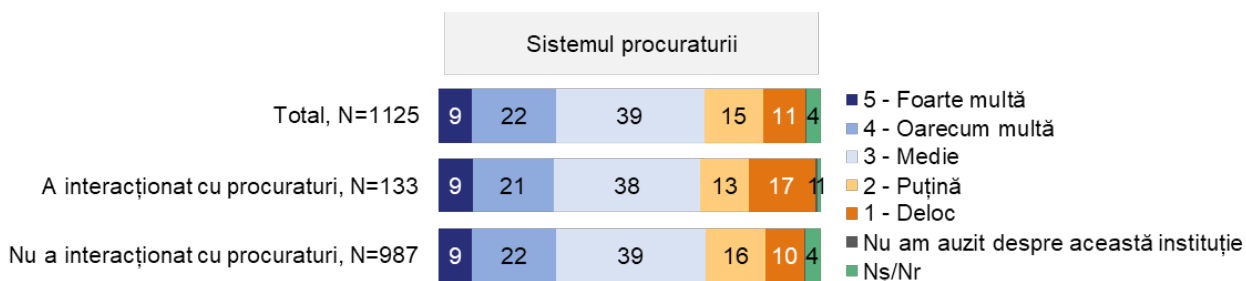 Sistemul procuraturii
Total, N=1125
9 22 39 15 11 4
A interacționat cu procuraturi, N=133
9 21 38 13 17 1 1
Nu a interacționat cu procuraturi, N=987
9 22 39 16 10 4
5 - Foarte multă
4 - Oarecum multă
3 - Medie
2 - Puțină
1 - Deloc
Nu am auzit despre această instituție
Ns/Nr